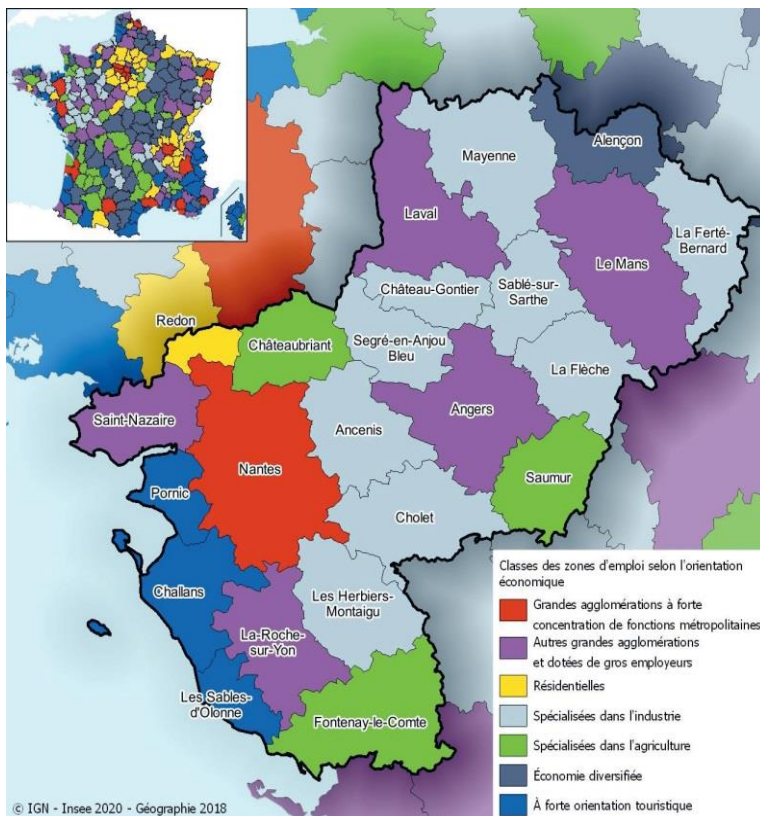 Mayenne
Alençon
Laval
La Ferté-
Bernard
Le Mans
Château-Gontier
Sablé-sur-
Sarthe
Redon
Châteaubriant
Segré-en-Anjou
Bleu
La Flèche
Saint-Nazaire
Ancenis
Angers
Nantes
Saumur
Pornic
Cholet
Challans
Les Herbiers-
Montaigu
La-Roche-
sur-Yon
Les Sables-
d'Olonne
Fontenay-le-Comte
Classes des zones d'emploi selon l'orientation
économique
Grandes agglomérations à forte
concentration de fonctions métropolitaines
Autres grandes agglomérations
et dotées de gros employeurs
Résidentielles
Spécialisées dans l'industrie
Spécialisées dans l'agriculture
Économie diversifiée
À forte orientation touristique
© IGN - Insee 2020 - Géographie 2018